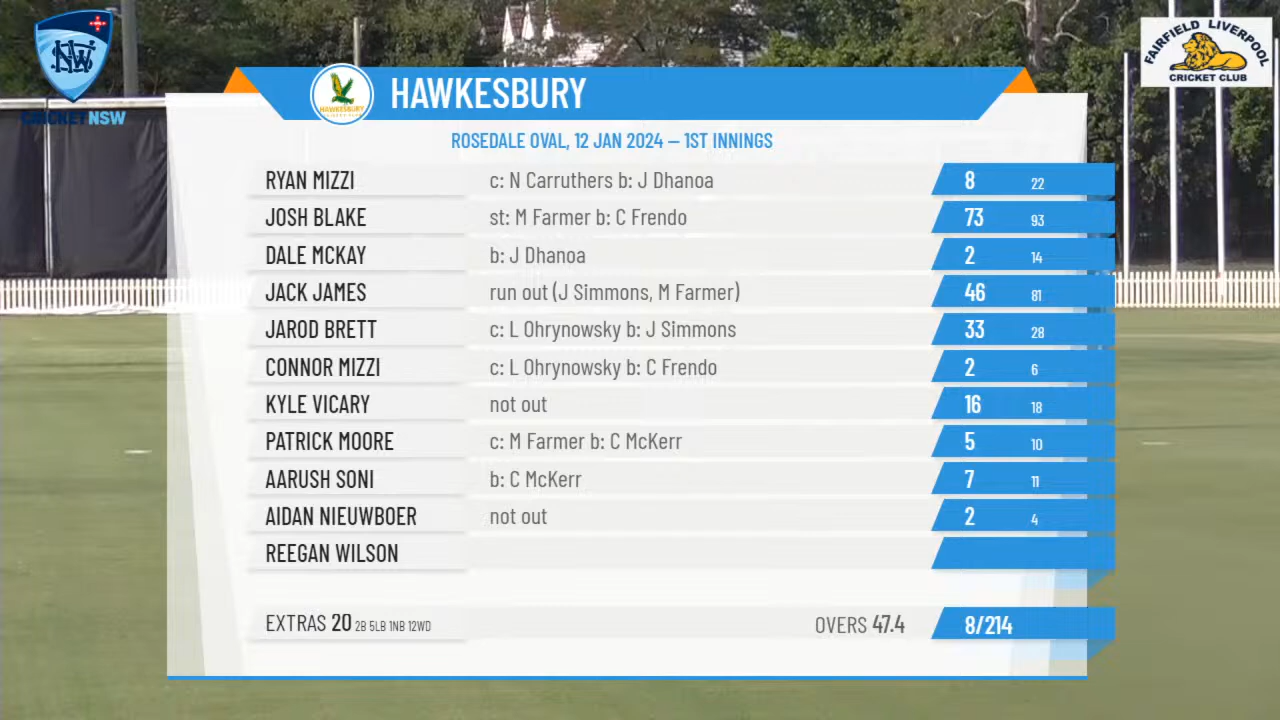 CRICKET NSW
FAIRFIELD LIVERPOOL
CRICKET CLUB
HAWKESBURY
HAWKESBURY
ROSEDALE OVAL, 12 JAN 2024 – 1ST INNINGS
RYAN MIZZI c: N Carruthers b: J Dhanoa 8 22
JOSH BLAKE st: M Farmer b: C Frendo 73 93
DALE MCKAY b: J Dhanoa 2 14
JACK JAMES run out (J Simmons, M Farmer) 46 81
JAROD BRETT c: L Ohrynowsky b: J Simmons 33 28
CONNOR MIZZI c: L Ohrynowsky b: C Frendo 2 6
KYLE VICARY not out 16 18
PATRICK MOORE c: M Farmer b: C McKerr 5 10
AARUSH SONI b: C McKerr 7 11
AIDAN NIEUWBOER not out 2 4
REEGAN WILSON
EXTRAS 20 2B 5LB 1NB 12WD OVERS 47.4 8/214